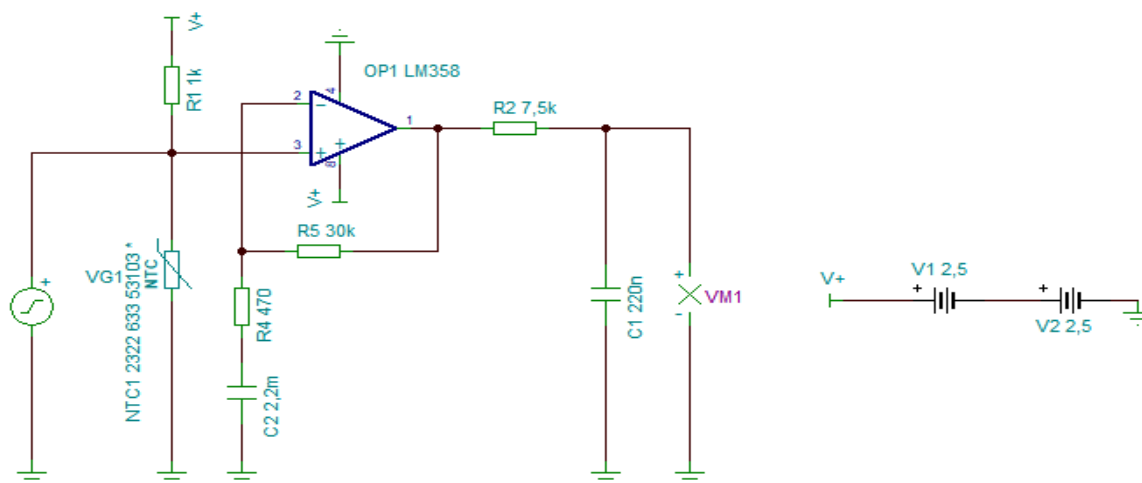 V+
R1 1k
OP1 LM358
2
4
1
3
8
V+
R2 7,5k
R5 30k
VG1
NTC
NTC1 2322 633 53103 *
R4 470
C2 2,2m
C1 220n
+
VM1
-
V+
+
V1 2,5
+
V2 2,5